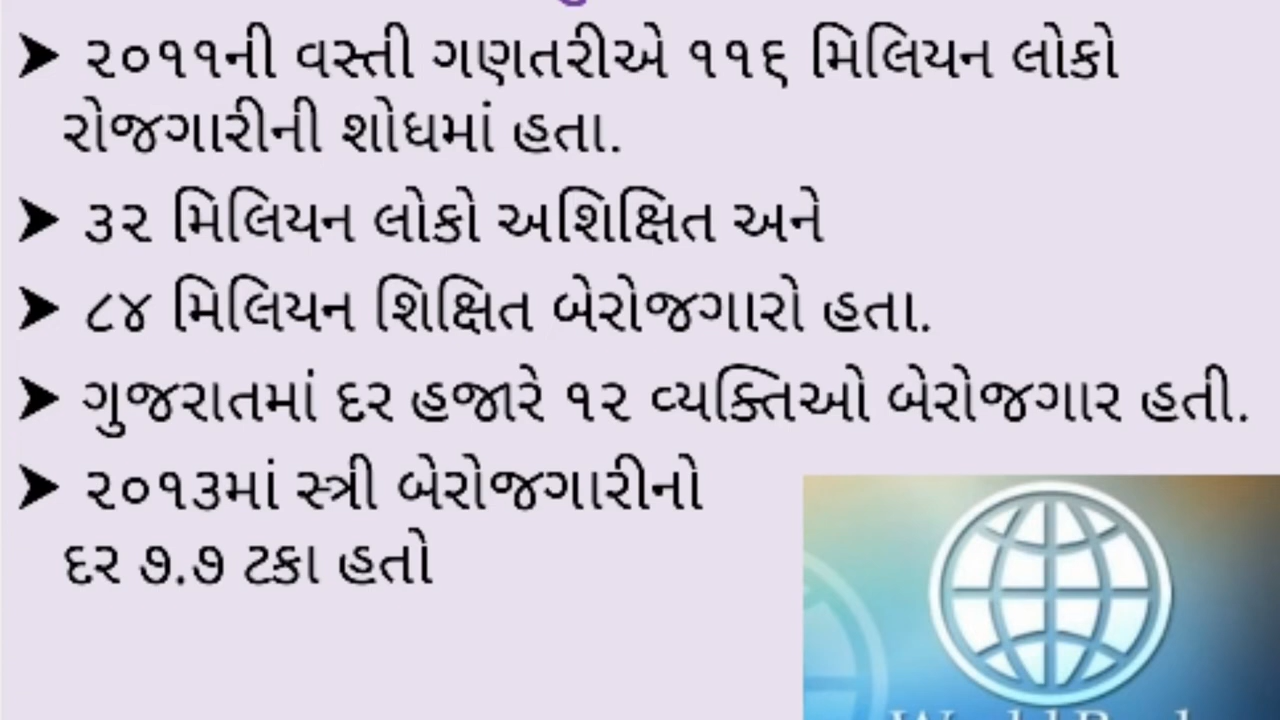 ➤ ૨૦૧૧ની વસ્તી ગણતરીએ ૧૧૬ મિલિયન લોકો
રોજગારીની શોધમાં હતા.
➤ ૩૨ મિલિયન લોકો અશિક્ષિત અને
➤ ૮૪ મિલિયન શિક્ષિત બેરોજગારો હતા.
➤ ગુજરાતમાં દર હજારે ૧૨ વ્યક્તિઓ બેરોજગાર હતી.
➤ ૨૦૧૩માં સ્ત્રી બેરોજગારીનો
દર ૭.૭ ટકા હતો